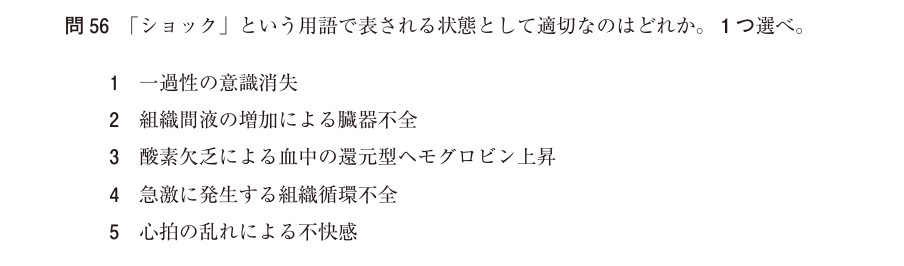 問 56 「ショック」という用語で表される状態として適切なのはどれか。1つ選べ。
1 一過性の意識消失
2 組織間液の増加による臓器不全
3 酸素欠乏による血中の還元型ヘモグロビン上昇
4 急激に発生する組織循環不全
5 心拍の乱れによる不快感